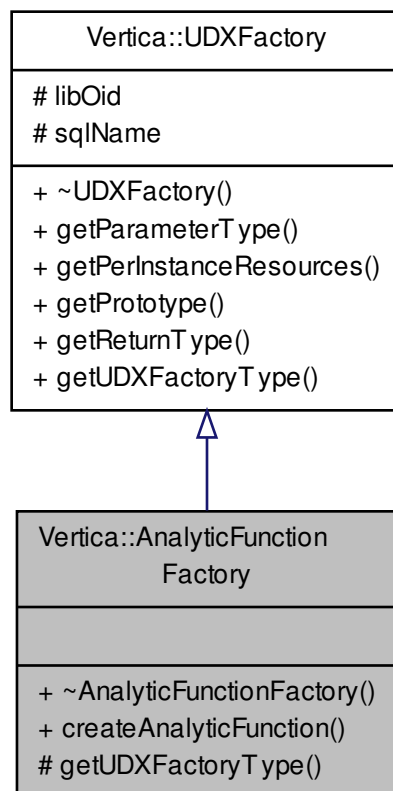 Vertica::UDXFactory
# libOid
# sqlName
+ ~UDXFactory()
+ getParameterType()
+ getPerInstanceResources()
+ getPrototype()
+ getReturnType()
+ getUDXFactoryType()
Vertica::AnalyticFunction
Factory
+ ~AnalyticFunctionFactory()
+ createAnalyticFunction()
# getUDXFactoryType()